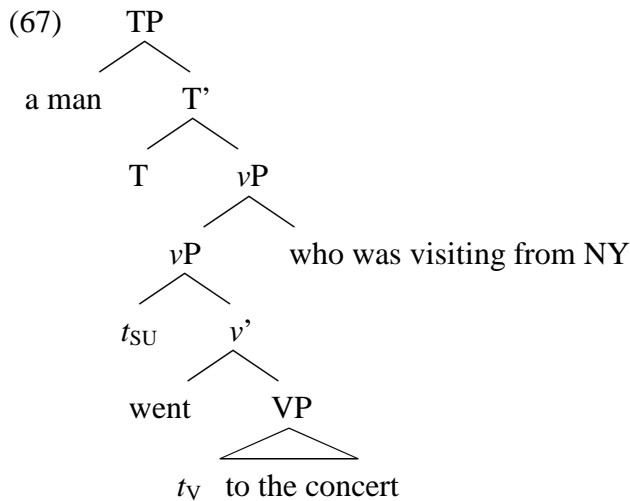 (67) TP
a man T’
T vP
vP who was visiting from NY
tSU v’
went VP
tV to the concert